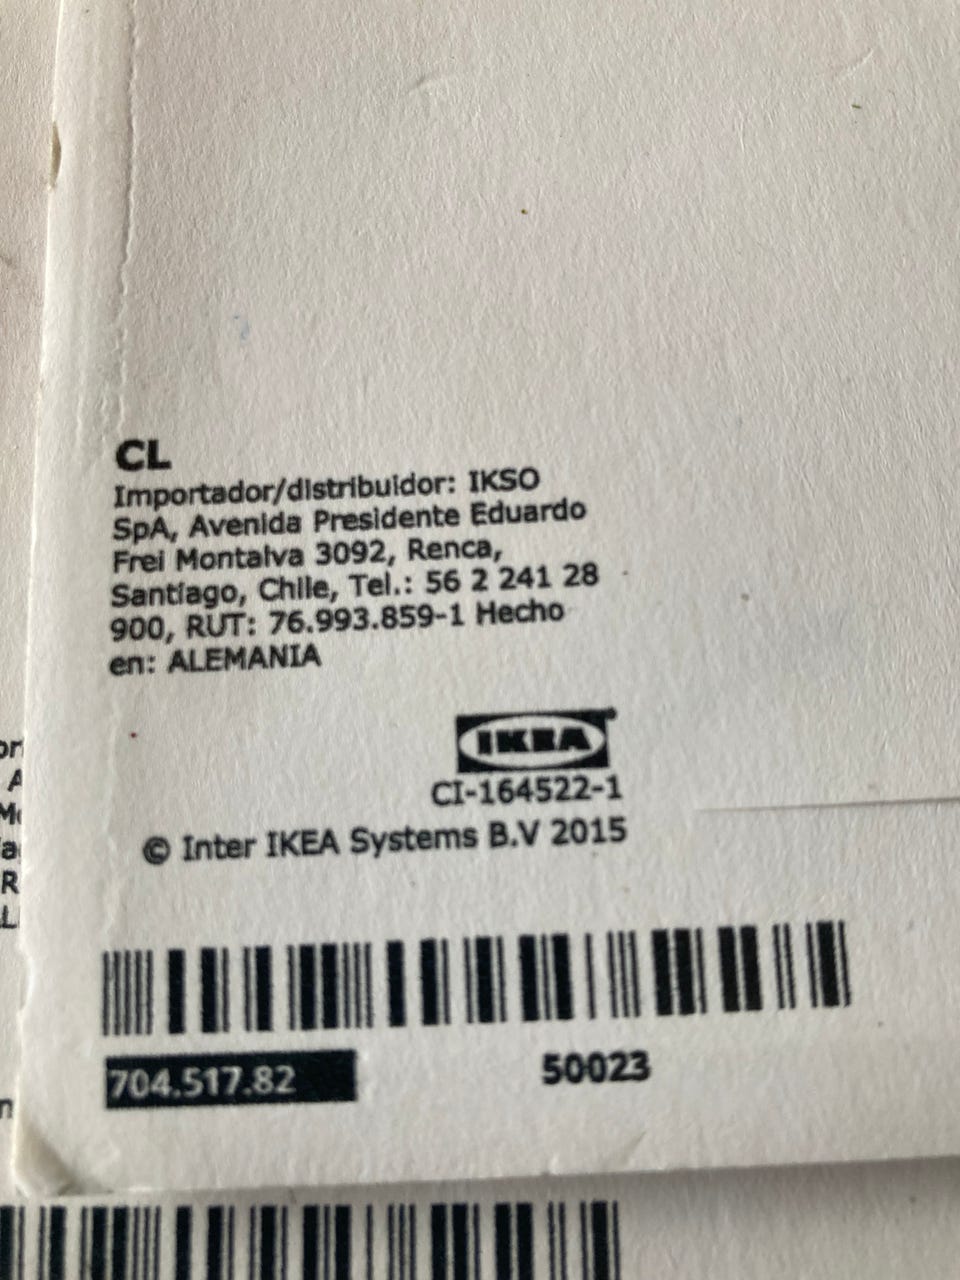 CL
Importador/distribuidor: IKSO
SpA, Avenida Presidente Eduardo
Frei Montalva 3092, Renca,
Santiago, Chile, Tel.: 56 2 241 28
900, RUT: 76.993.859-1 Hecho
en: ALEMANIA
IKEA
CI-164522-1
© Inter IKEA Systems B.V 2015
704.517.82
50023